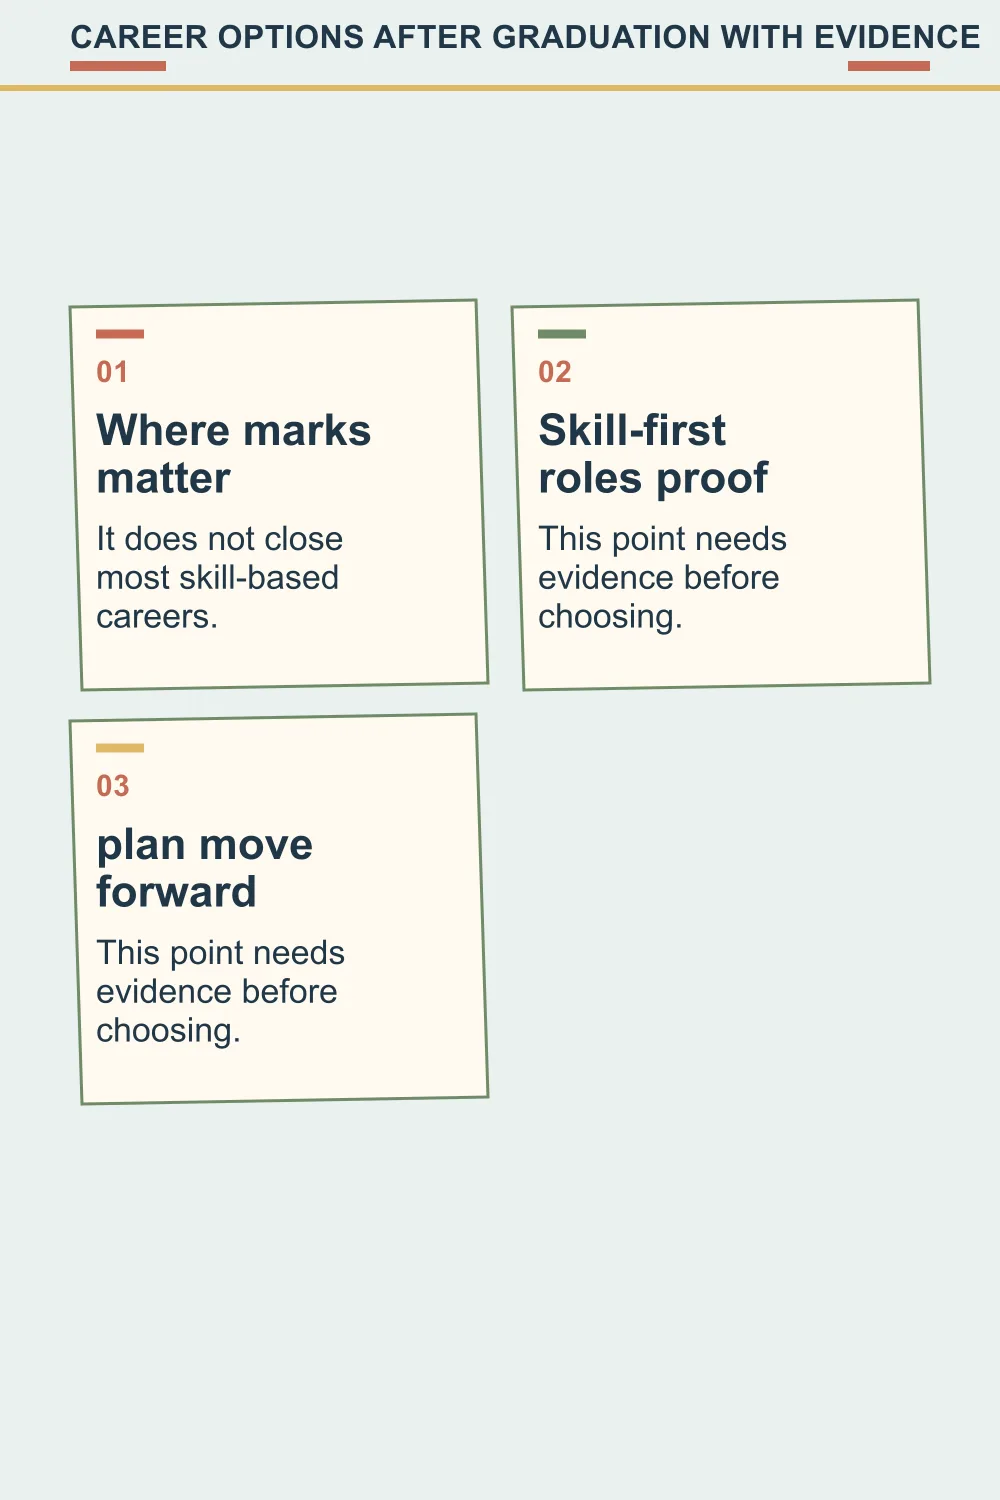 CAREER OPTIONS AFTER GRADUATION WITH EVIDENCE
01
Where marks
matter
It does not close
most skill-based
careers.
02
Skill-first
roles proof
This point needs
evidence before
choosing.
03
plan move
forward
This point needs
evidence before
choosing.